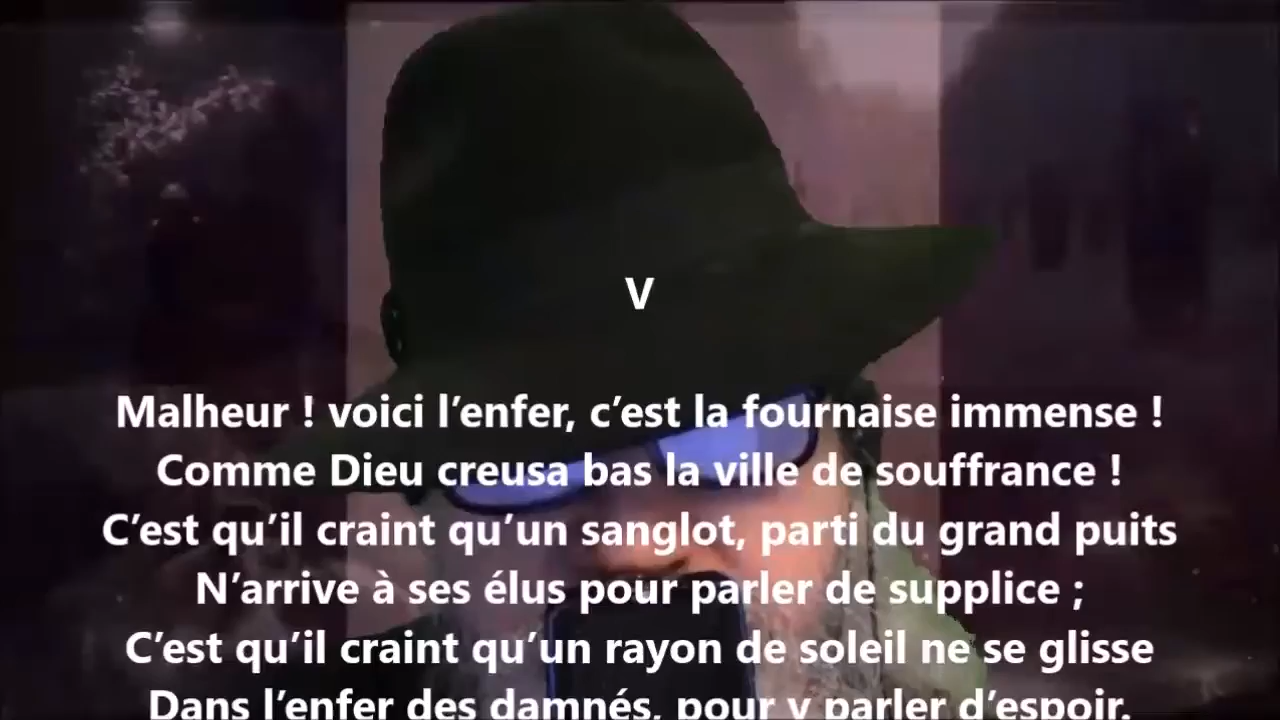 V
Malheur ! voici l’enfer, c’est la fournaise immense !
Comme Dieu creusa bas la ville de souffrance !
C’est qu’il craint qu’un sanglot, parti du grand puits
N’arrive à ses élus pour parler de supplice ;
C’est qu’il craint qu’un rayon de soleil ne se glisse
Dans l’enfer des damnés, pour y parler d’espoir.